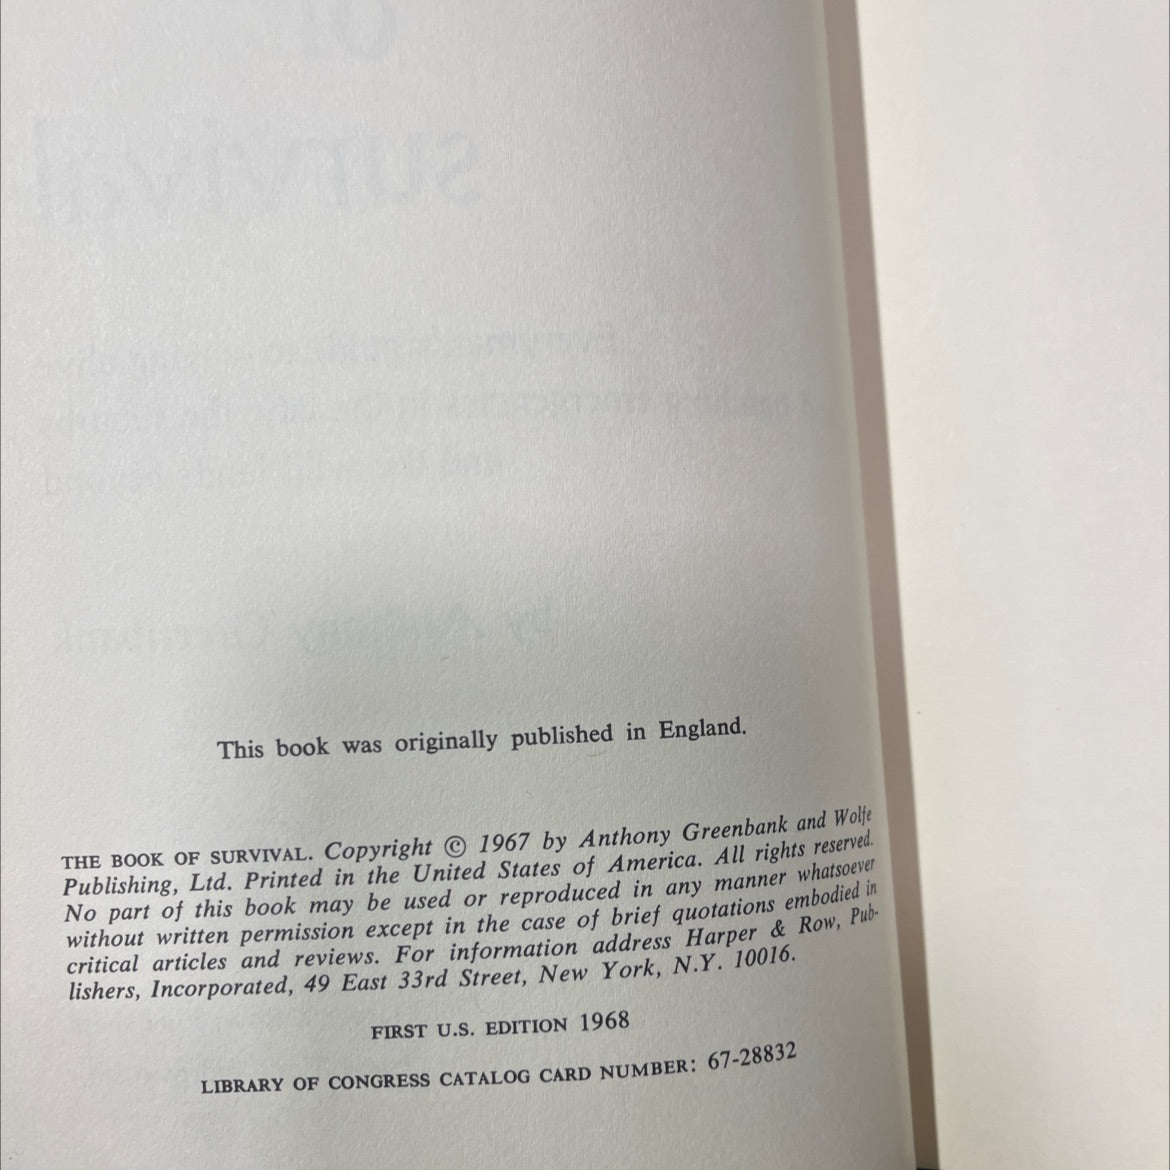 This book was originally published in England.
THE BOOK OF SURVIVAL. Copyright © 1967 by Anthony Greenbank and Wolfe
Publishing, Ltd. Printed in the United States of America. All rights reserved.
No part of this book may be used or reproduced in any manner whatsoever
without written permission except in the case of brief quotations embodied in
critical articles and reviews. For information address Harper & Row, Pub-
lishers, Incorporated, 49 East 33rd Street, New York, N.Y. 10016.
FIRST U.S. EDITION 1968
LIBRARY OF CONGRESS CATALOG CARD NUMBER: 67-28832